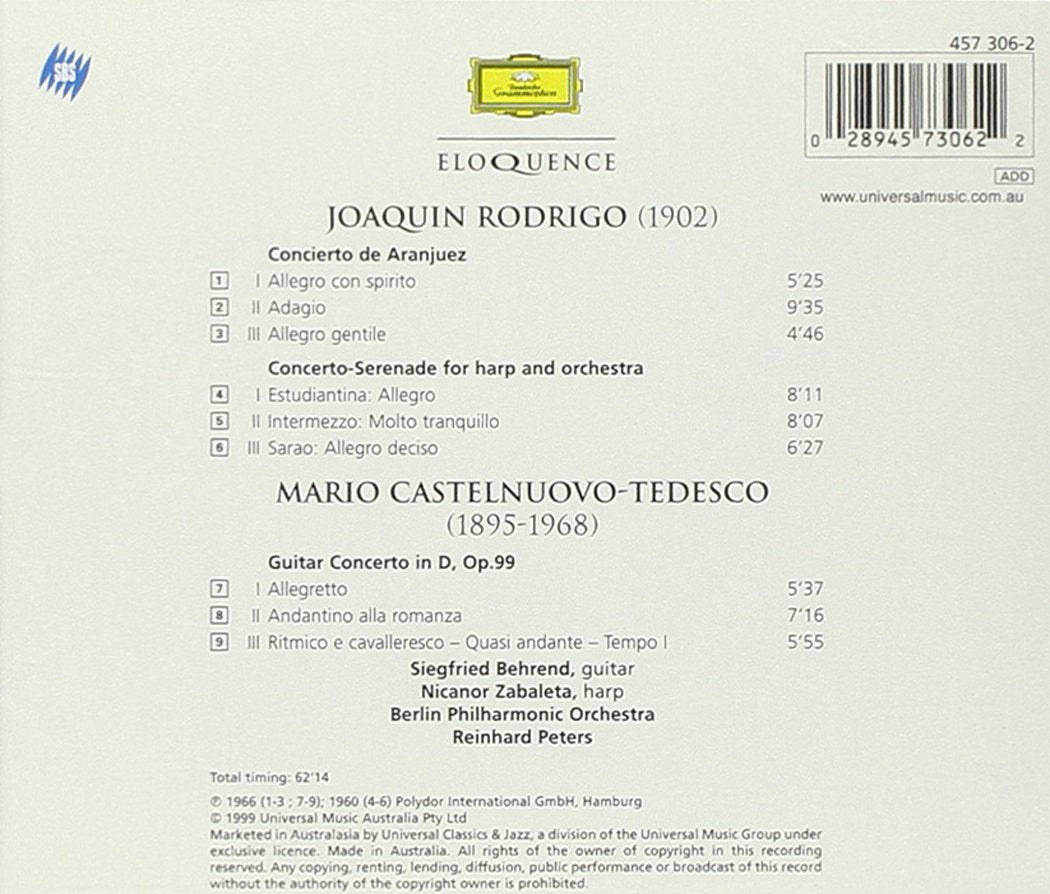 SBS
457 306-2
Deutsche
Grammophon
0 28945 73062 2
ELOQUENCE
ADD
www.universalmusic.com.au
JOAQUIN RODRIGO (1902)
Concierto de Aranjuez
1 I Allegro con spirito 5'25
2 II Adagio 9'35
3 III Allegro gentile 4'46
Concerto-Serenade for harp and orchestra
4 I Estudiantina: Allegro 8'11
5 II Intermezzo: Molto tranquillo 8'07
6 III Sarao: Allegro deciso 6'27
MARIO CASTELNUOVO-TEDESCO
(1895-1968)
Guitar Concerto in D, Op.99
7 I Allegretto 5'37
8 II Andantino alla romanza 7'16
9 III Ritmico e cavalleresco – Quasi andante – Tempo I 5'55
Siegfried Behrend, guitar
Nicanor Zabaleta, harp
Berlin Philharmonic Orchestra
Reinhard Peters
Total timing: 62'14
℗ 1966 (1-3 ; 7-9); 1960 (4-6) Polydor International GmbH, Hamburg
© 1999 Universal Music Australia Pty Ltd
Marketed in Australasia by Universal Classics & Jazz, a division of the Universal Music Group under
exclusive licence. Made in Australia. All rights of the owner of copyright in this recording
reserved. Any copying, renting, lending, diffusion, public performance or broadcast of this record
without the authority of the copyright owner is prohibited.